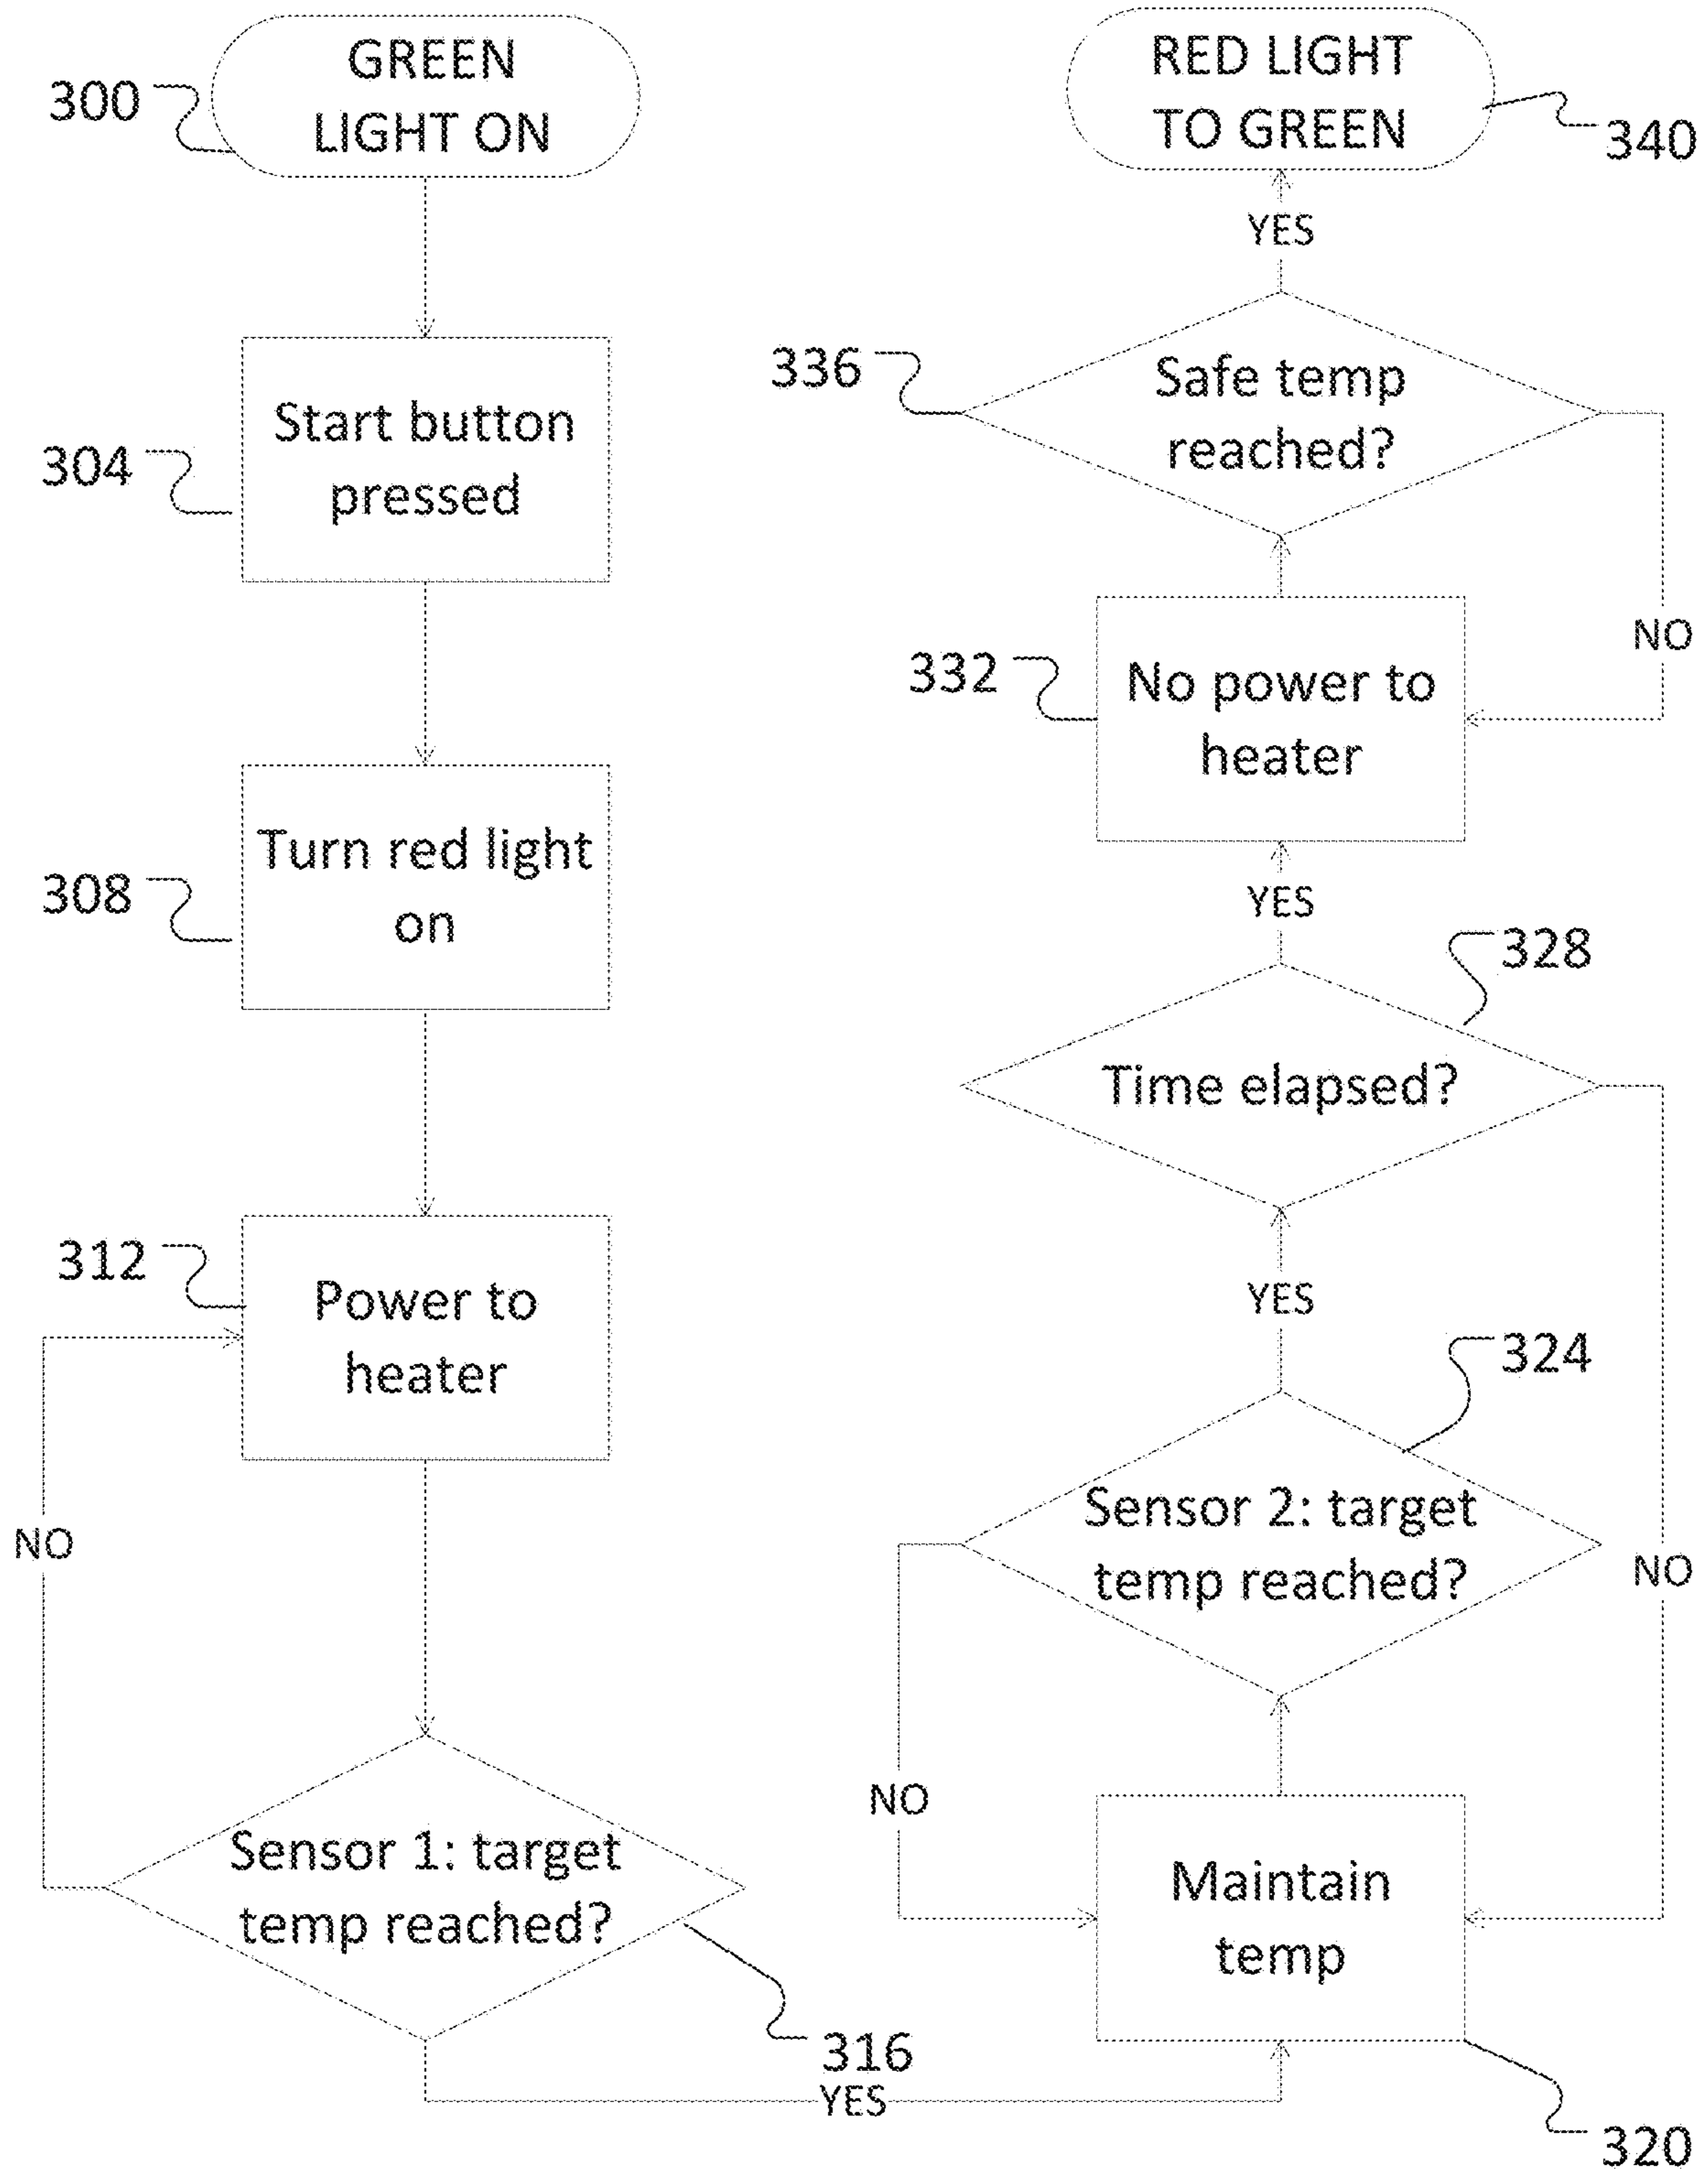 GREEN
LIGHT ON
300
Start button
pressed
304
Turn red light
on
308
312
Power to
heater
NO
Sensor 1: target
temp reached?
316
YES
RED LIGHT
TO GREEN
340
YES
336
Safe temp
reached?
NO
332
No power to
heater
YES
328
Time elapsed?
YES
324
Sensor 2: target
temp reached?
NO
NO
Maintain
temp
320